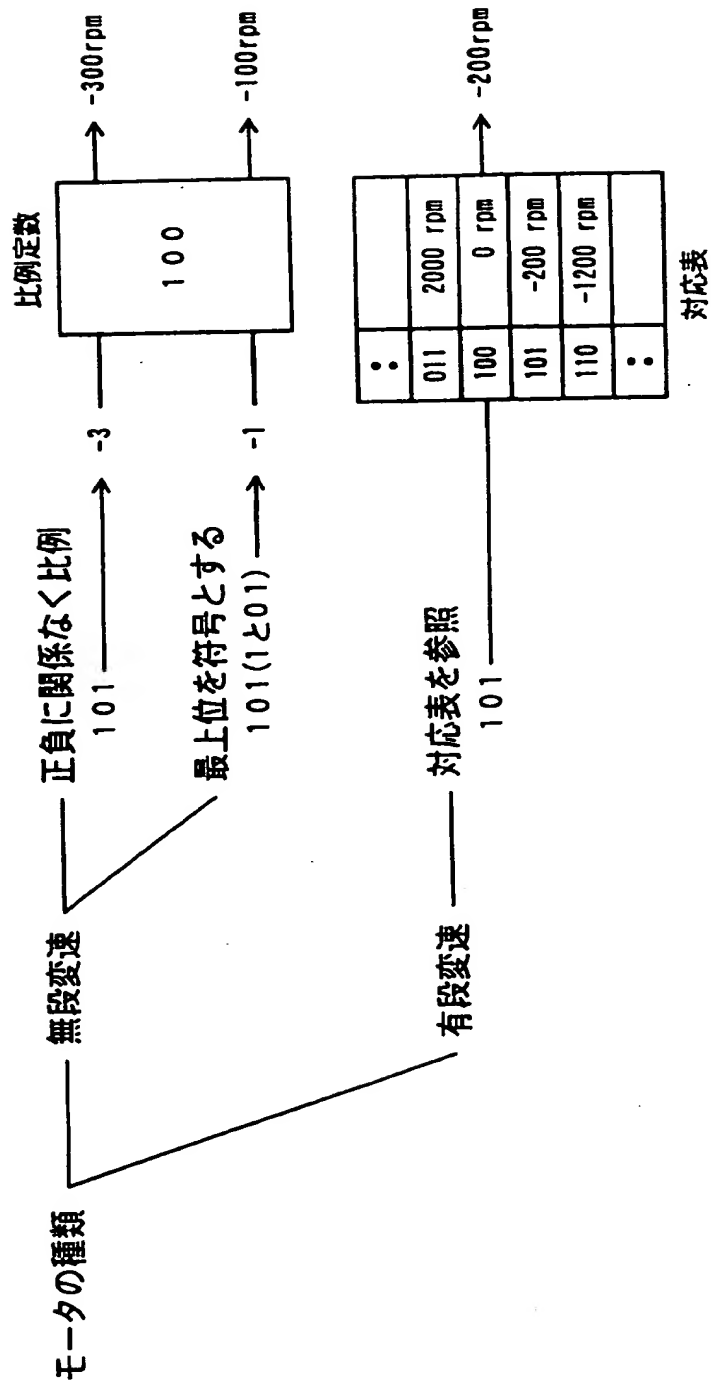 モータの種類
無段変速
正負に関係なく比例
101
-3
比例定数
100
-300rpm
最上位を符号とする
101(1と01)
-1
-100rpm
有段変速
対応表を参照
101
:
011 2000 rpm
100 0 rpm
101 -200 rpm
110 -1200 rpm
:
対応表
-200rpm